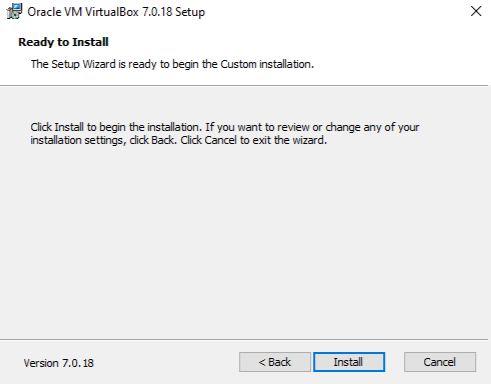 Oracle VM VirtualBox 7.0.18 Setup
Ready to Install
The Setup Wizard is ready to begin the Custom installation.
Click Install to begin the installation. If you want to review or change any of your
installation settings, click Back. Click Cancel to exit the wizard.
Version 7.0.18
< Back
Install
Cancel